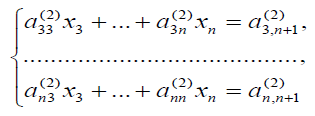 a_{33}^{(2)}x_3 + ... + a_{3n}^{(2)}x_n = a_{3,n+1}^{(2)},
......................................,
a_{n3}^{(2)}x_3 + ... + a_{nn}^{(2)}x_n = a_{n,n+1}^{(2)}